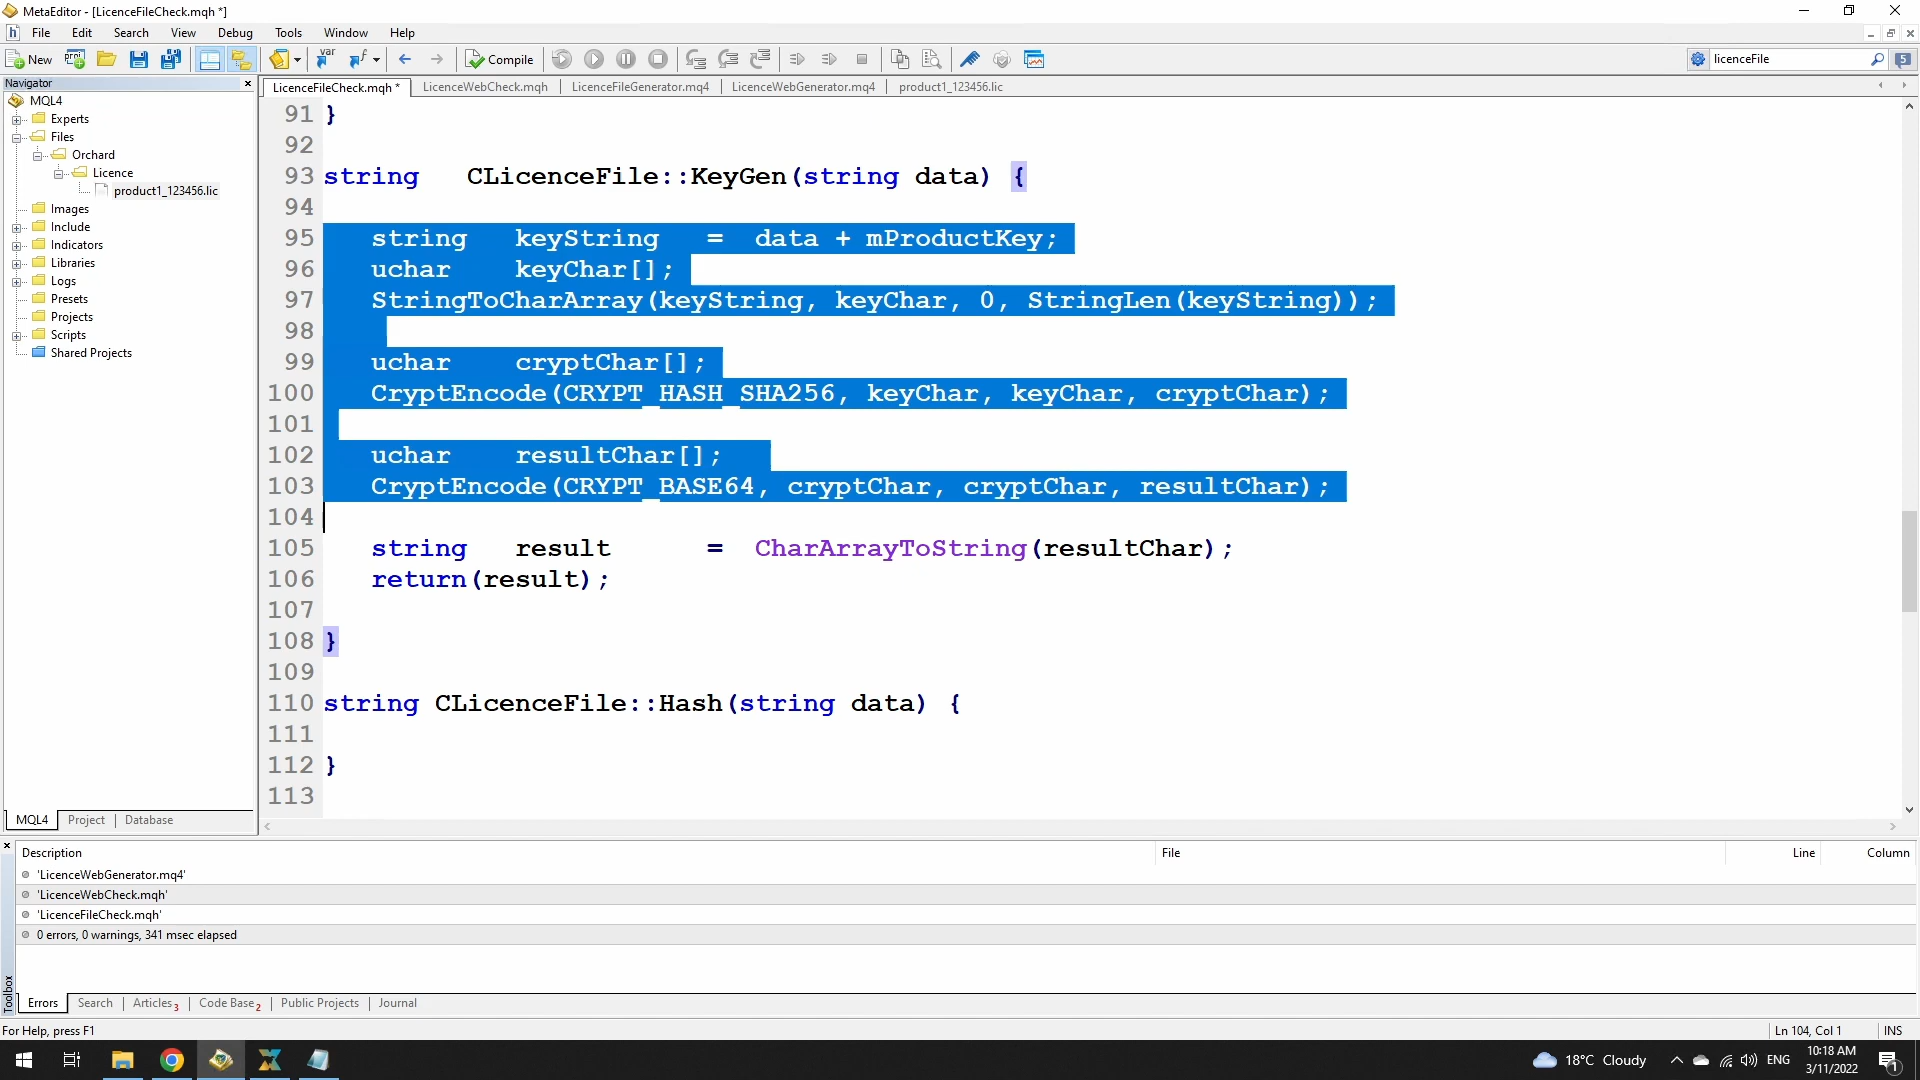 MetaEditor - [LicenceFileCheck.mqh *]
File Edit Search View Debug Tools Window Help
New Compile licenceFile 5
Navigator
MQL4
Experts
Files
Orchard
Licence
product1_123456.lic
Images
Include
Indicators
Libraries
Logs
Presets
Projects
Scripts
Shared Projects
MQL4 Project Database
LicenceFileCheck.mqh * LicenceWebCheck.mqh LicenceFileGenerator.mq4 LicenceWebGenerator.mq4 product1_123456.lic
91 }
92
93 string CLicenceFile::KeyGen(string data) {
94
95 string keyString = data + mProductKey;
96 uchar keyChar[];
97 StringToCharArray(keyString, keyChar, 0, StringLen(keyString));
98
99 uchar cryptChar[];
100 CryptEncode(CRYPT_HASH_SHA256, keyChar, keyChar, cryptChar);
101
102 uchar resultChar[];
103 CryptEncode(CRYPT_BASE64, cryptChar, cryptChar, resultChar);
104
105 string result = CharArrayToString(resultChar);
106 return(result);
107
108 }
109
110 string CLicenceFile::Hash(string data) {
111
112 }
113
Description File Line Column
'LicenceWebGenerator.mq4'
'LicenceWebCheck.mqh'
'LicenceFileCheck.mqh'
0 errors, 0 warnings, 341 msec elapsed
Toolbox
Errors Search Articles 3 Code Base 2 Public Projects Journal
For Help, press F1 Ln 104, Col 1 INS
18°C Cloudy ENG 10:18 AM
3/11/2022 1